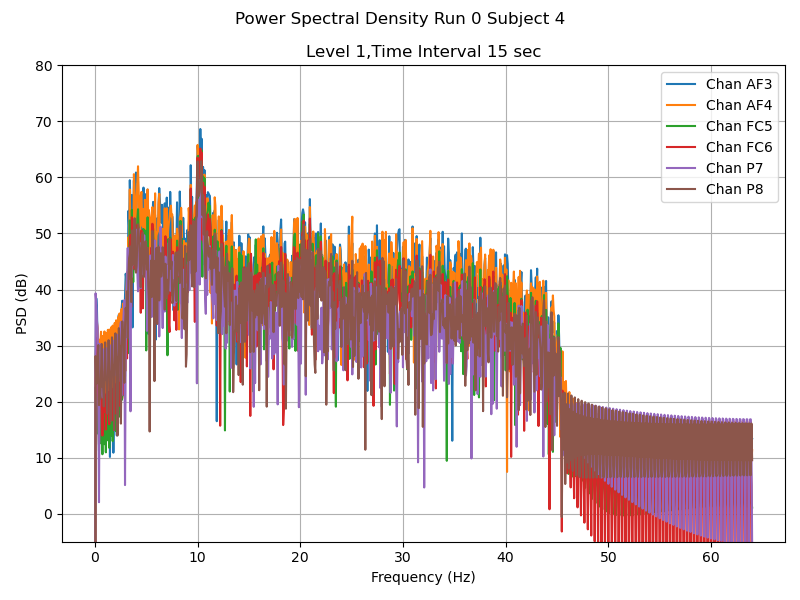 Power Spectral Density Run 0 Subject 4
Level 1,Time Interval 15 sec
80
70
60
50
40
30
20
10
0
PSD (dB)
Chan AF3
Chan AF4
Chan FC5
Chan FC6
Chan P7
Chan P8
0 10 20 30 40 50 60
Frequency (Hz)